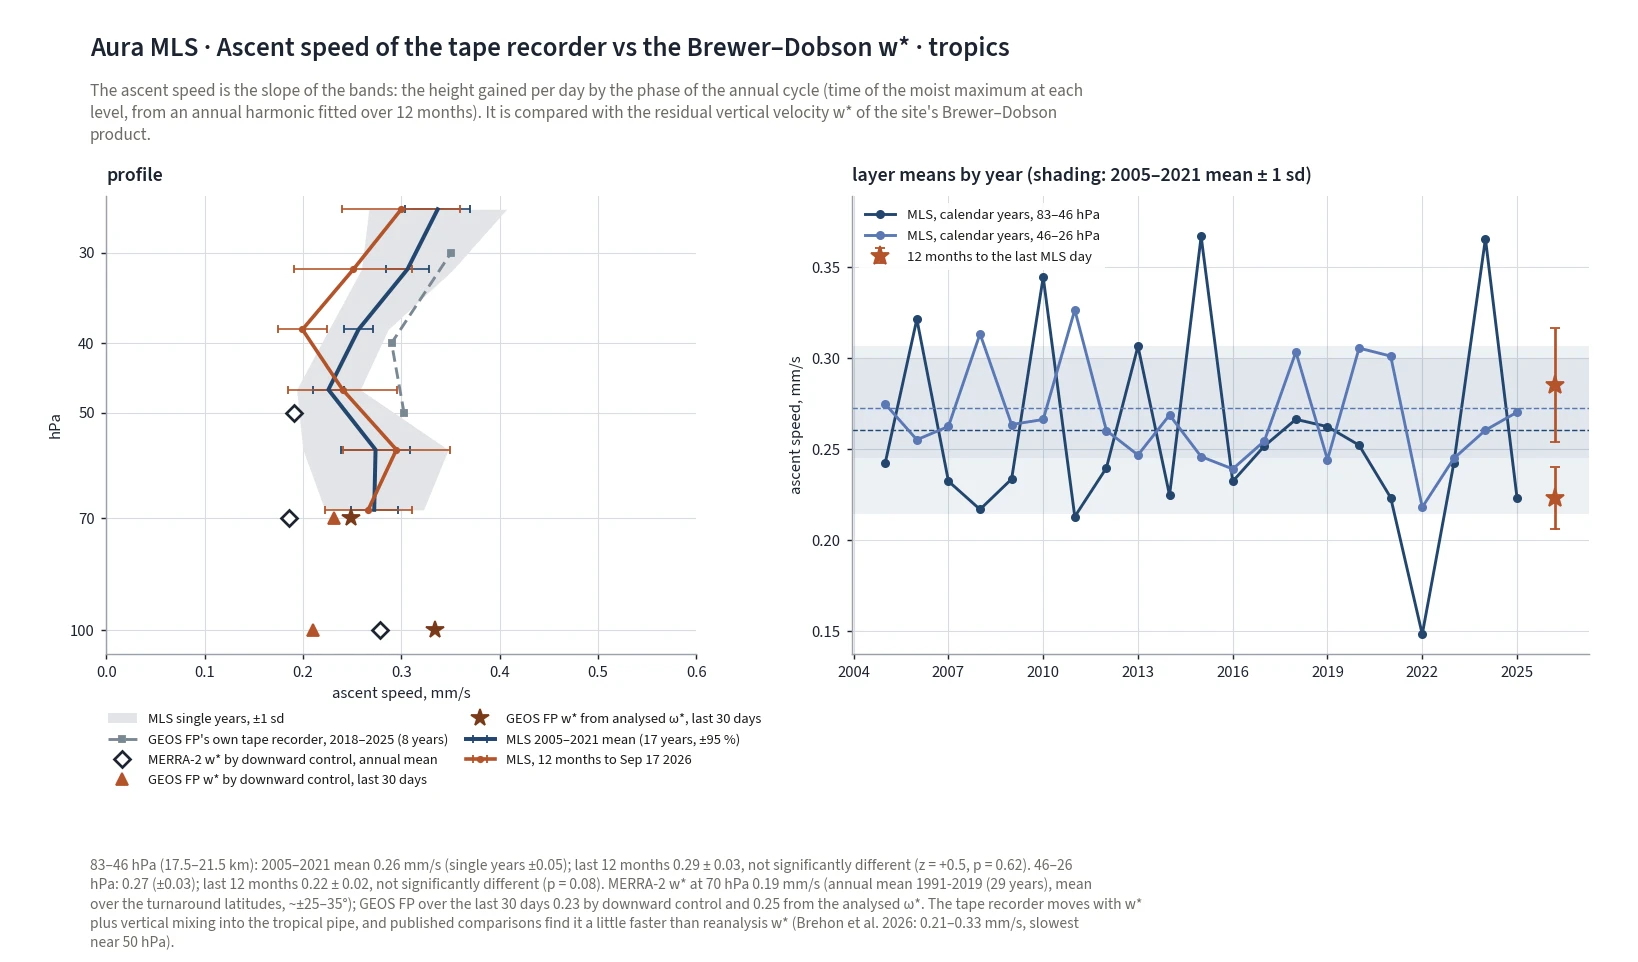 Aura MLS · Ascent speed of the tape recorder vs the Brewer–Dobson w* · tropics
The ascent speed is the slope of the bands: the height gained per day by the phase of the annual cycle (time of the moist maximum at each
level, from an annual harmonic fitted over 12 months). It is compared with the residual vertical velocity w* of the site's Brewer–Dobson
product.
profile
30
40
50
70
100
hPa
0.0 0.1 0.2 0.3 0.4 0.5 0.6
ascent speed, mm/s
MLS single years, ±1 sd
GEOS FP's own tape recorder, 2018–2025 (8 years)
MERRA-2 w* by downward control, annual mean
GEOS FP w* by downward control, last 30 days
GEOS FP w* from analysed ω*, last 30 days
MLS 2005–2021 mean (17 years, ±95 %)
MLS, 12 months to Sep 17 2026
layer means by year (shading: 2005–2021 mean ± 1 sd)
MLS, calendar years, 83–46 hPa
MLS, calendar years, 46–26 hPa
12 months to the last MLS day
0.35
0.30
0.25
0.20
0.15
ascent speed, mm/s
2004 2007 2010 2013 2016 2019 2022 2025
83–46 hPa (17.5–21.5 km): 2005–2021 mean 0.26 mm/s (single years ±0.05); last 12 months 0.29 ± 0.03, not significantly different (z = +0.5, p = 0.62). 46–26
hPa: 0.27 (±0.03); last 12 months 0.22 ± 0.02, not significantly different (p = 0.08). MERRA-2 w* at 70 hPa 0.19 mm/s (annual mean 1991-2019 (29 years), mean
over the turnaround latitudes, ~±25–35°); GEOS FP over the last 30 days 0.23 by downward control and 0.25 from the analysed ω*. The tape recorder moves with w*
plus vertical mixing into the tropical pipe, and published comparisons find it a little faster than reanalysis w* (Brehon et al. 2026: 0.21–0.33 mm/s, slowest
near 50 hPa).